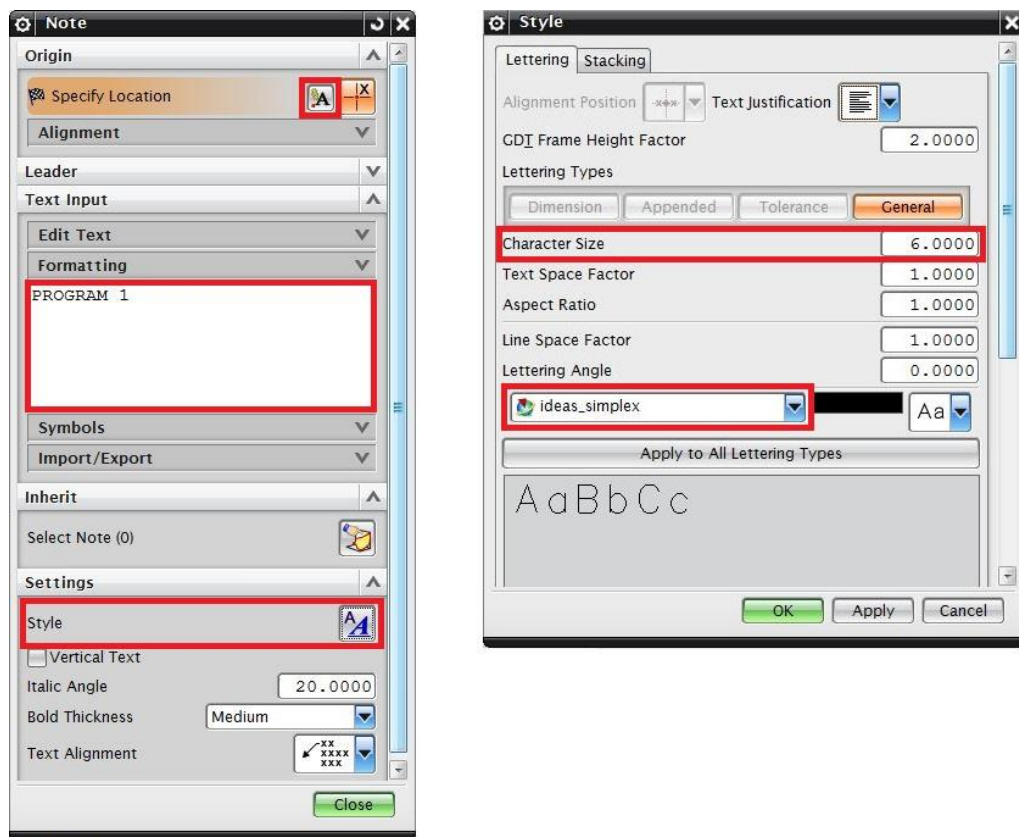 Note
Origin
Specify Location
Alignment
Leader
Text Input
Edit Text
Formatting
PROGRAM 1
Symbols
Import/Export
Inherit
Select Note (0)
Settings
Style
Vertical Text
Italic Angle 20.0000
Bold Thickness Medium
Text Alignment
Close
Style
Lettering Stacking
Alignment Position Text Justification
GDT Frame Height Factor 2.0000
Lettering Types
Dimension Appended Tolerance General
Character Size 6.0000
Text Space Factor 1.0000
Aspect Ratio 1.0000
Line Space Factor 1.0000
Lettering Angle 0.0000
ideas_simplex Aa
Apply to All Lettering Types
AaBbCc
OK Apply Cancel